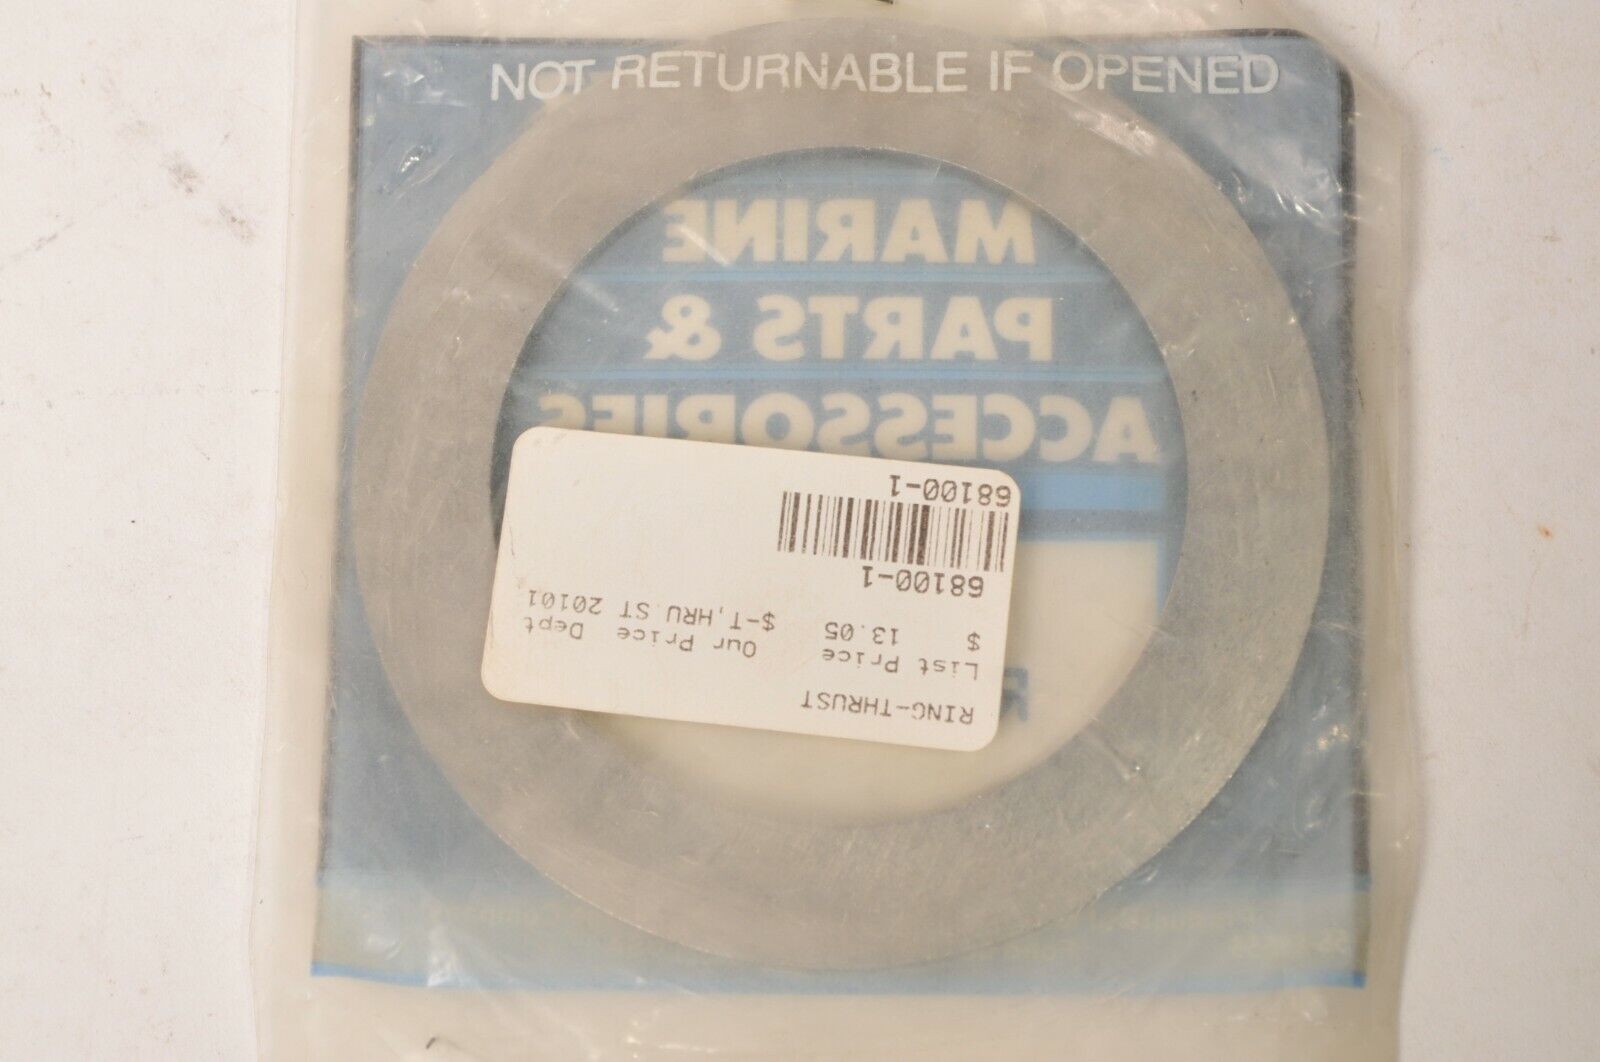 NOT RETURNABLE IF OPENED
MARINE
PARTS &
ACCESSORIES
RING-THRUST
List Price Our Price Dept
$ 13.05 $-T,HRU.ST 20101
68100-1
68100-1